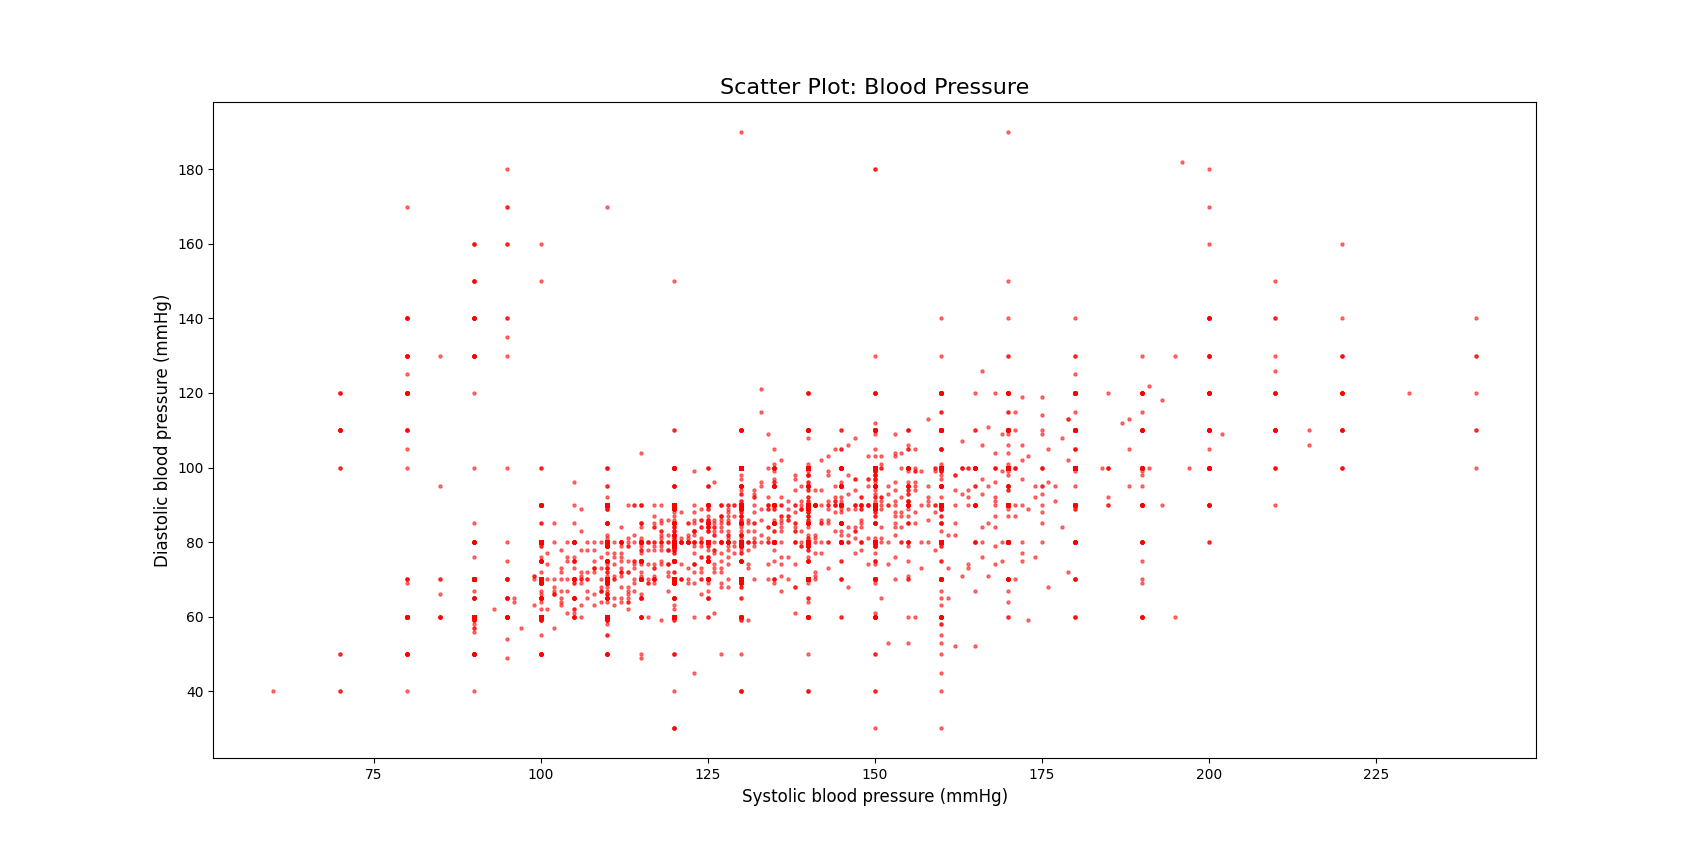 Scatter Plot: Blood Pressure
Diastolic blood pressure (mmHg)
180
160
140
120
100
80
60
40
75 100 125 150 175 200 225
Systolic blood pressure (mmHg)